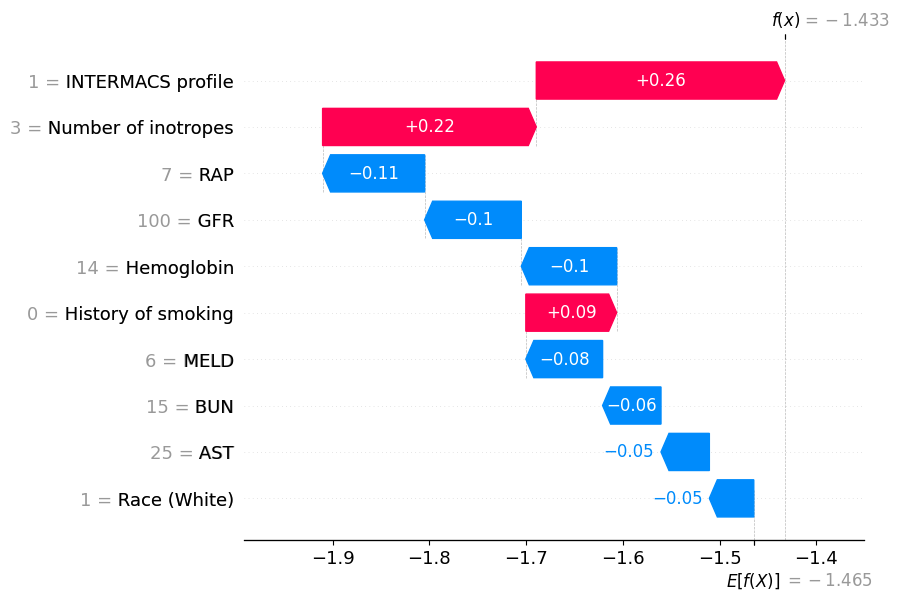 f(x) = −1.433
1 = INTERMACS profile +0.26
3 = Number of inotropes +0.22
7 = RAP −0.11
100 = GFR −0.1
14 = Hemoglobin −0.1
0 = History of smoking +0.09
6 = MELD −0.08
15 = BUN −0.06
25 = AST −0.05
1 = Race (White) −0.05
−1.9 −1.8 −1.7 −1.6 −1.5 −1.4
E[f(X)] = −1.465